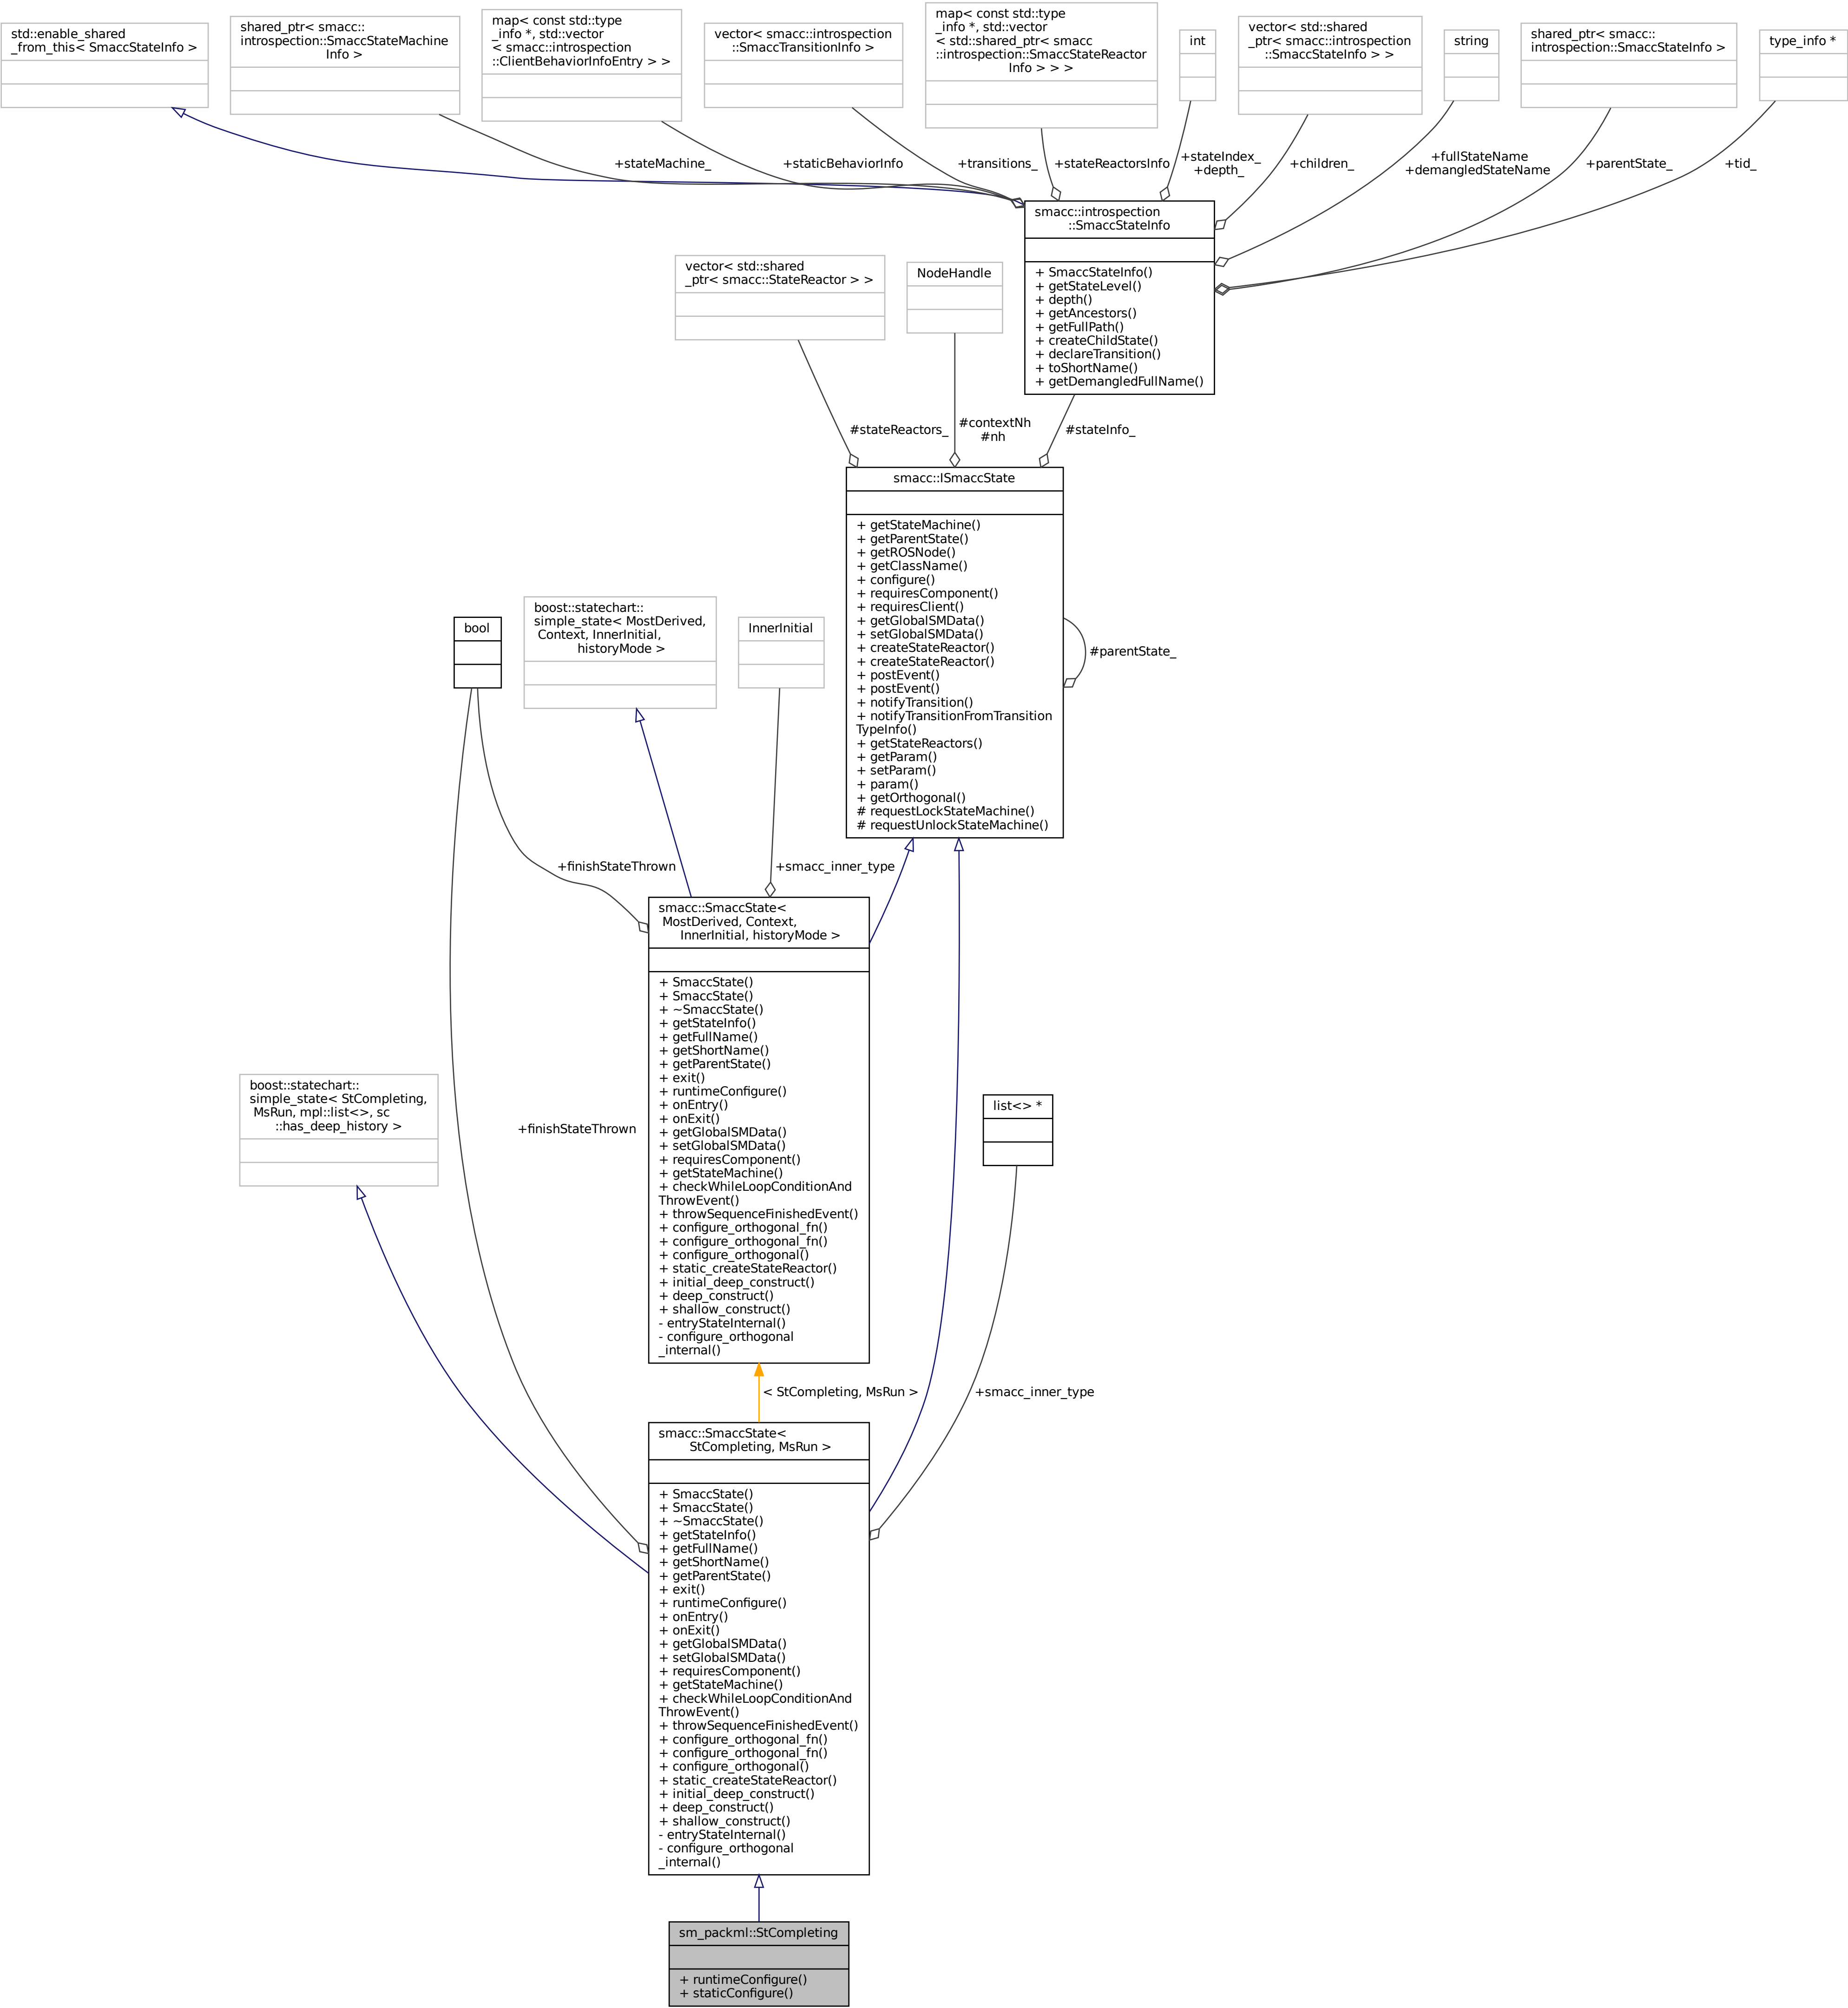 std::enable_shared
_from_this< SmaccStateInfo >
shared_ptr< smacc::
introspection::SmaccStateMachine
Info >
map< const std::type
_info *, std::vector
< smacc::introspection
::ClientBehaviorInfoEntry > >
vector< smacc::introspection
::SmaccTransitionInfo >
map< const std::type
_info *, std::vector
< std::shared_ptr< smacc
::introspection::SmaccStateReactor
Info > > >
int
vector< std::shared
_ptr< smacc::introspection
::SmaccStateInfo > >
string
shared_ptr< smacc::
introspection::SmaccStateInfo >
type_info *
+stateMachine_
+staticBehaviorInfo
+transitions_
+stateReactorsInfo
+stateIndex_
+depth_
+children_
+fullStateName
+demangledStateName
+parentState_
+tid_
smacc::introspection
::SmaccStateInfo
+ SmaccStateInfo()
+ getStateLevel()
+ depth()
+ getAncestors()
+ getFullPath()
+ createChildState()
+ declareTransition()
+ toShortName()
+ getDemangledFullName()
vector< std::shared
_ptr< smacc::StateReactor > >
NodeHandle
#stateReactors_
#contextNh
#nh
#stateInfo_
smacc::ISmaccState
+ getStateMachine()
+ getParentState()
+ getROSNode()
+ getClassName()
+ configure()
+ requiresComponent()
+ requiresClient()
+ getGlobalSMData()
+ setGlobalSMData()
+ createStateReactor()
+ createStateReactor()
+ postEvent()
+ postEvent()
+ notifyTransition()
+ notifyTransitionFromTransition
TypeInfo()
+ getStateReactors()
+ getParam()
+ setParam()
+ param()
+ getOrthogonal()
# requestLockStateMachine()
# requestUnlockStateMachine()
#parentState_
bool
boost::statechart::
simple_state< MostDerived,
Context, InnerInitial,
historyMode >
InnerInitial
+finishStateThrown
+smacc_inner_type
smacc::SmaccState<
MostDerived, Context,
InnerInitial, historyMode >
+ SmaccState()
+ SmaccState()
+ ~SmaccState()
+ getStateInfo()
+ getFullName()
+ getShortName()
+ getParentState()
+ exit()
+ runtimeConfigure()
+ onEntry()
+ onExit()
+ getGlobalSMData()
+ setGlobalSMData()
+ requiresComponent()
+ getStateMachine()
+ checkWhileLoopConditionAnd
ThrowEvent()
+ throwSequenceFinishedEvent()
+ configure_orthogonal_fn()
+ configure_orthogonal_fn()
+ configure_orthogonal()
+ static_createStateReactor()
+ initial_deep_construct()
+ deep_construct()
+ shallow_construct()
- entryStateInternal()
- configure_orthogonal
_internal()
boost::statechart::
simple_state< StCompleting,
MsRun, mpl::list<>, sc
::has_deep_history >
+finishStateThrown
list<> *
< StCompleting, MsRun >
+smacc_inner_type
smacc::SmaccState<
StCompleting, MsRun >
+ SmaccState()
+ SmaccState()
+ ~SmaccState()
+ getStateInfo()
+ getFullName()
+ getShortName()
+ getParentState()
+ exit()
+ runtimeConfigure()
+ onEntry()
+ onExit()
+ getGlobalSMData()
+ setGlobalSMData()
+ requiresComponent()
+ getStateMachine()
+ checkWhileLoopConditionAnd
ThrowEvent()
+ throwSequenceFinishedEvent()
+ configure_orthogonal_fn()
+ configure_orthogonal_fn()
+ configure_orthogonal()
+ static_createStateReactor()
+ initial_deep_construct()
+ deep_construct()
+ shallow_construct()
- entryStateInternal()
- configure_orthogonal
_internal()
sm_packml::StCompleting
+ runtimeConfigure()
+ staticConfigure()